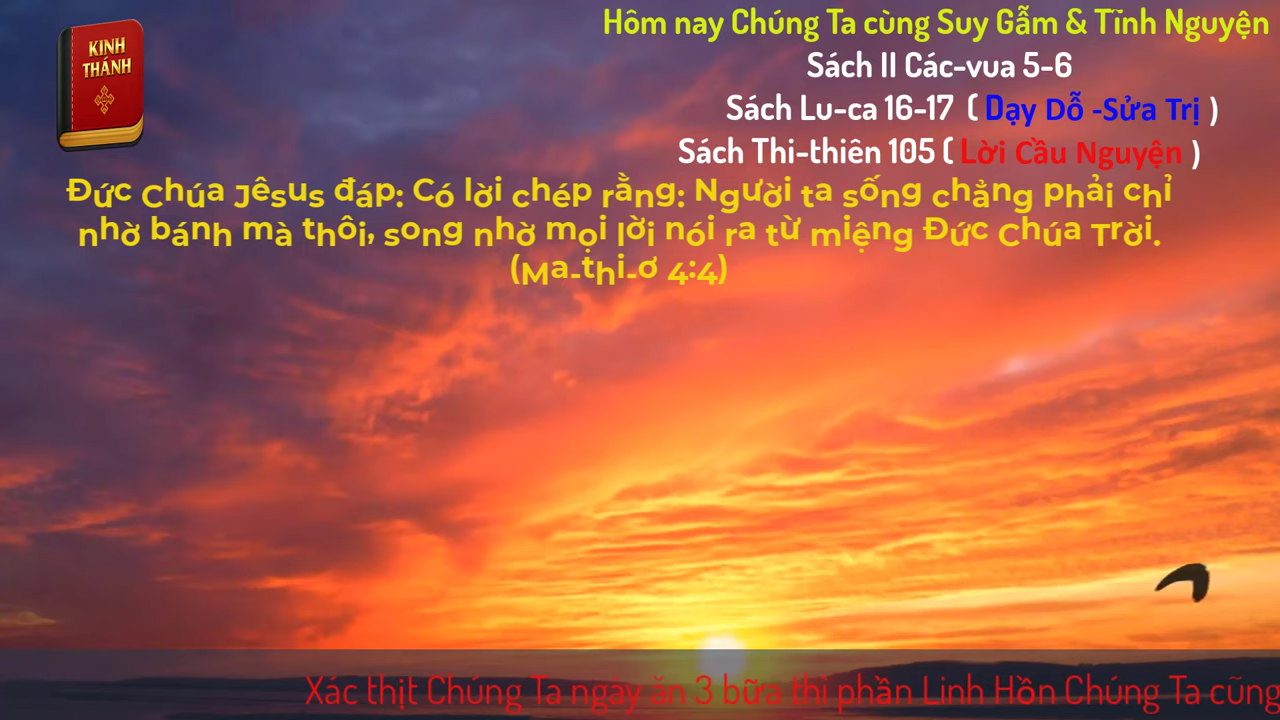 KINH
THÁNH
Hôm nay Chúng Ta cùng Suy Gẫm & Tĩnh Nguyện
Sách II Các-vua 5-6
Sách Lu-ca 16-17 ( Dạy Dỗ -Sửa Trị )
Sách Thi-thiên 105 ( Lời Cầu Nguyện )
Đức Chúa Jêsus đáp: Có lời chép rằng: Người ta sống chẳng phải chỉ
nhờ bánh mà thôi, song nhờ mọi lời nói ra từ miệng Đức Chúa Trời.
(Ma-thi-ơ 4:4)
Xác thịt Chúng Ta ngày ăn 3 bữa thì phần Linh Hồn Chúng Ta cũng